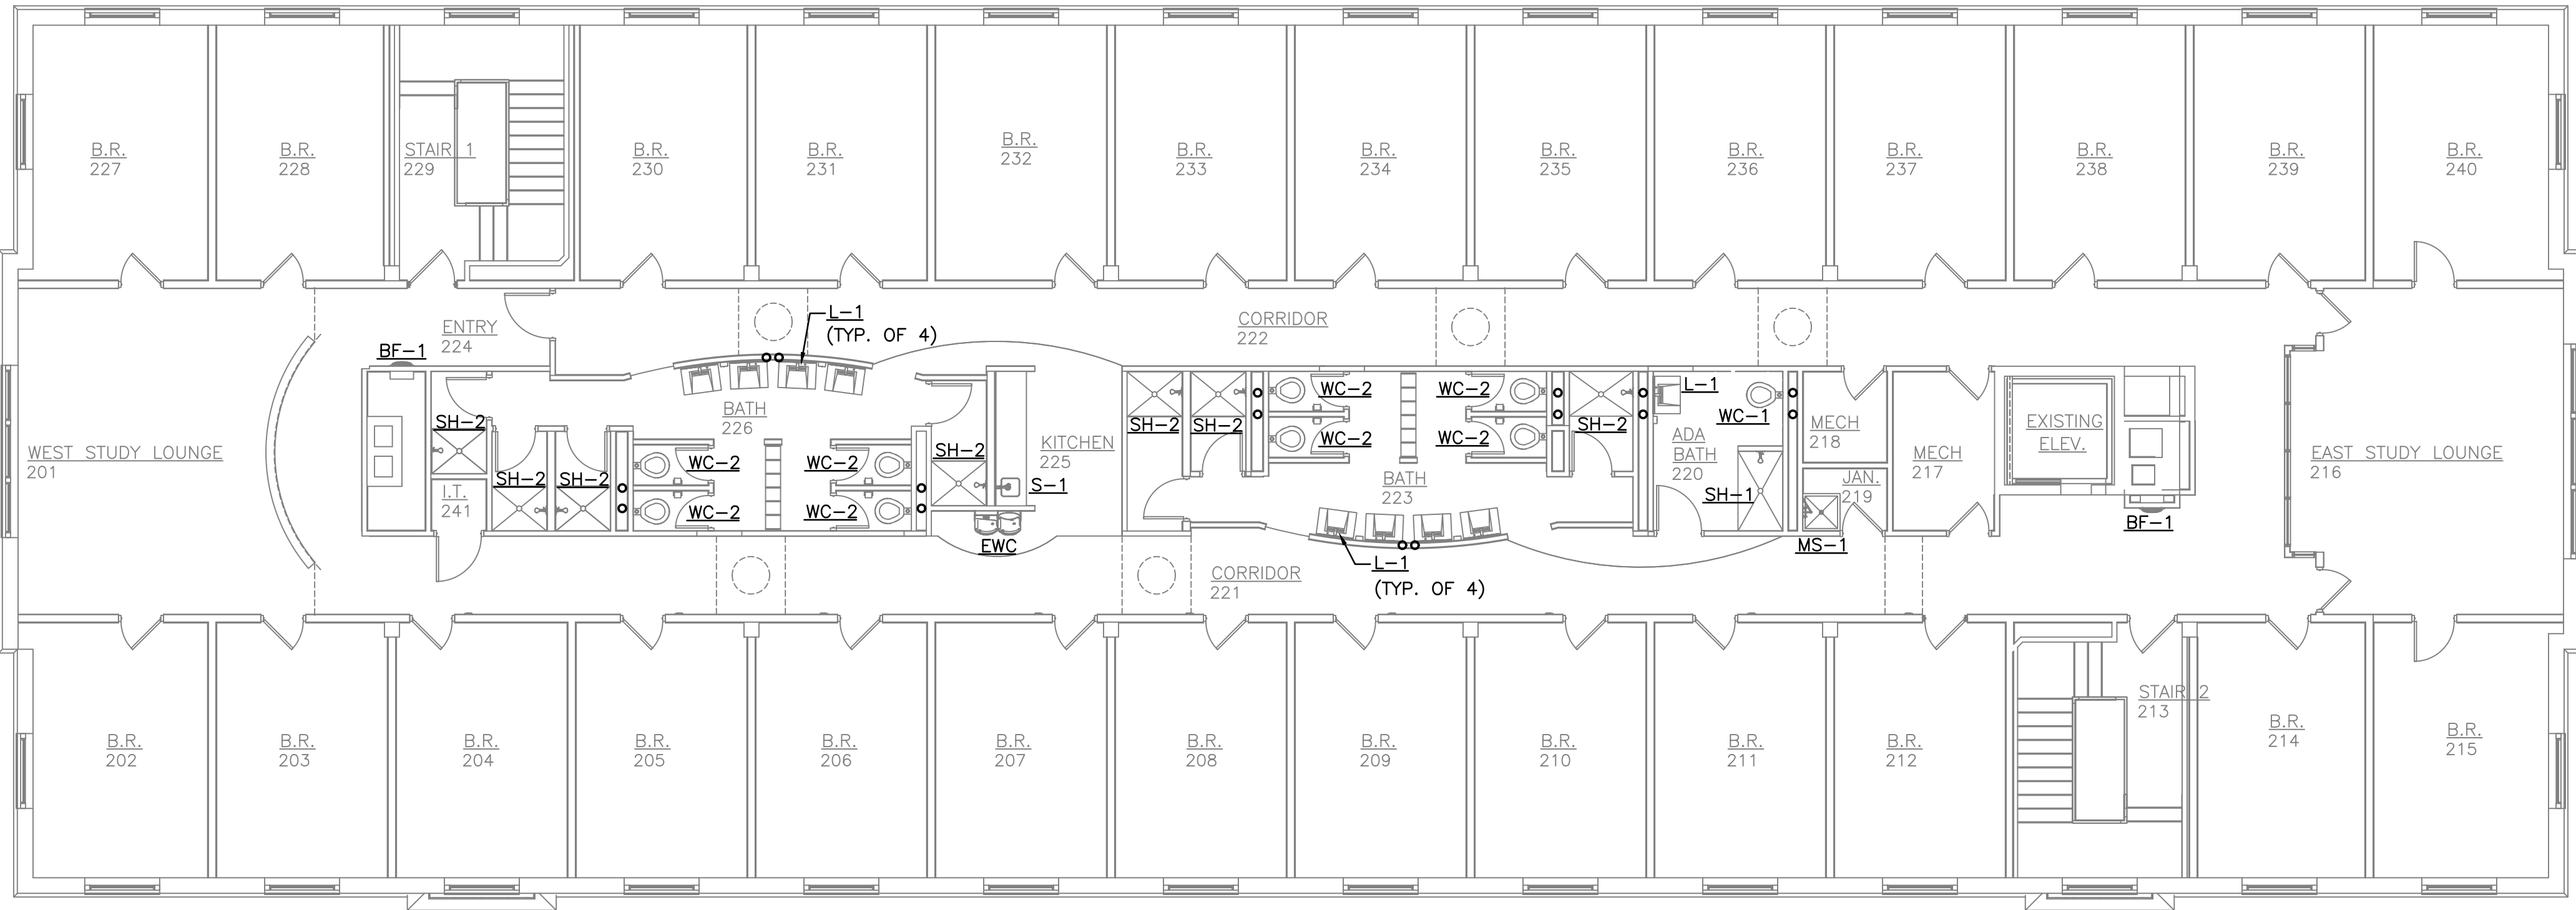 B.R.
227
B.R.
228
STAIR 1
229
B.R.
230
B.R.
231
B.R.
232
B.R.
233
B.R.
234
B.R.
235
B.R.
236
B.R.
237
B.R.
238
B.R.
239
B.R.
240
ENTRY
224
L-1
(TYP. OF 4)
CORRIDOR
222
BF-1
WEST STUDY LOUNGE
201
SH-2
I.T.
241
SH-2
SH-2
BATH
226
WC-2
WC-2
WC-2
WC-2
SH-2
KITCHEN
225
S-1
EWC
SH-2
SH-2
WC-2
WC-2
WC-2
WC-2
BATH
223
SH-2
L-1
WC-1
ADA
BATH
220
SH-1
MECH
218
JAN.
219
MS-1
MECH
217
EXISTING
ELEV.
BF-1
EAST STUDY LOUNGE
216
L-1
(TYP. OF 4)
CORRIDOR
221
B.R.
202
B.R.
203
B.R.
204
B.R.
205
B.R.
206
B.R.
207
B.R.
208
B.R.
209
B.R.
210
B.R.
211
B.R.
212
STAIR 2
213
B.R.
214
B.R.
215